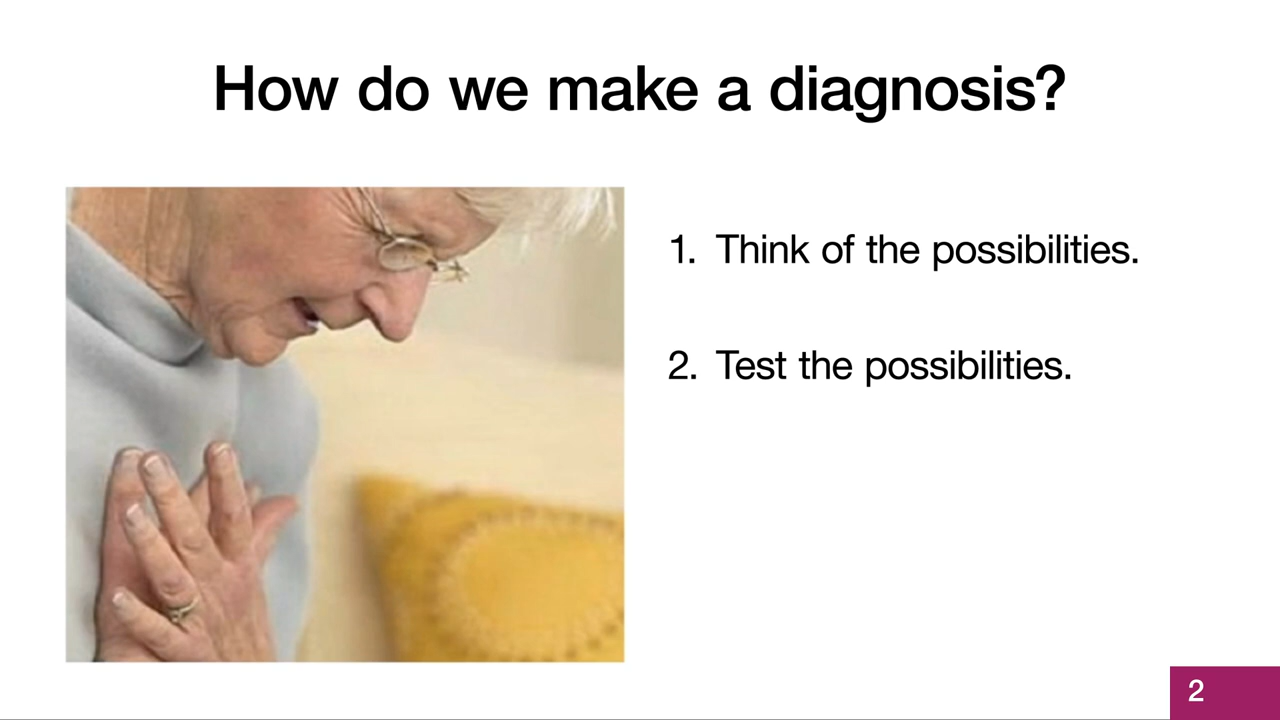 How do we make a diagnosis?
1. Think of the possibilities.
2. Test the possibilities.
2